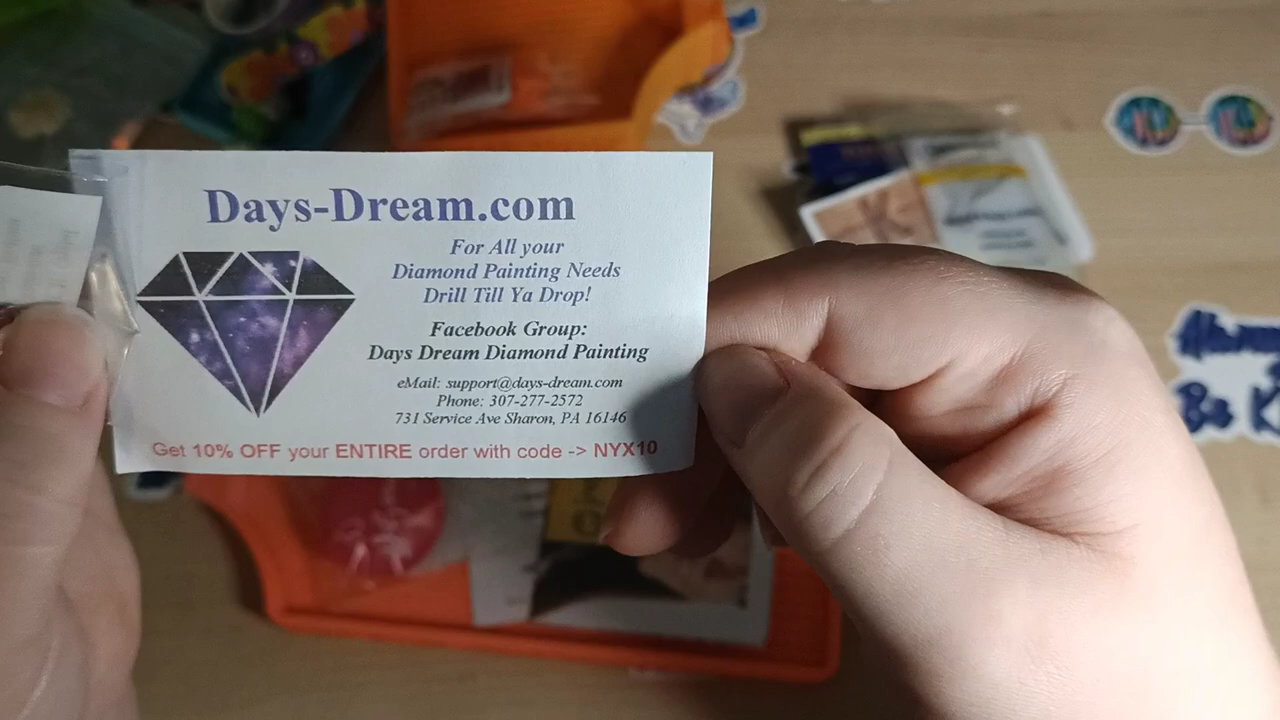 Days-Dream.com
For All your
Diamond Painting Needs
Drill Till Ya Drop!
Facebook Group:
Days Dream Diamond Painting
eMail: support@days-dream.com
Phone: 307-277-2572
731 Service Ave Sharon, PA 16146
Get 10% OFF your ENTIRE order with code -> NYX10